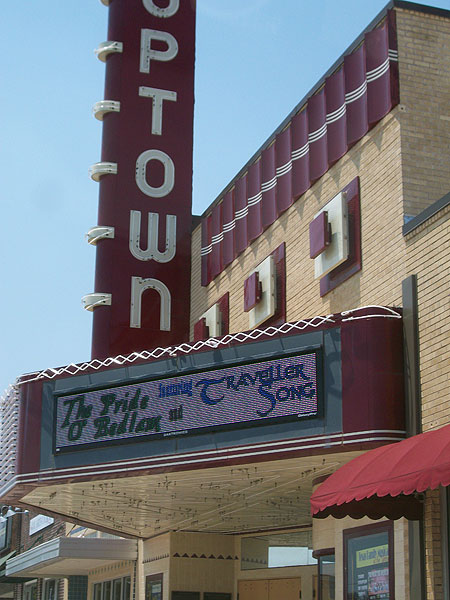 UPTOWN
The Pride
O' Bedlam
featuring
and
Traveller
Song